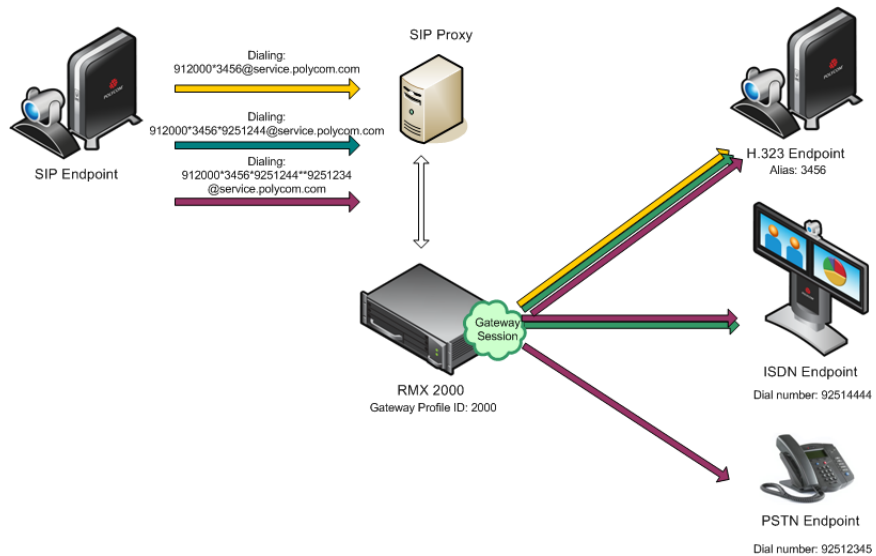 SIP Proxy
Dialing:
912000*3456@service.polycom.com
Dialing:
912000*3456*9251244@service.polycom.com
Dialing:
912000*3456*9251244**9251234
@service.polycom.com
SIP Endpoint
POLYCOM
POLYCOM
H.323 Endpoint
Alias: 3456
Gateway
Session
RMX 2000
Gateway Profile ID: 2000
ISDN Endpoint
Dial number: 92514444
PSTN Endpoint
Dial number: 92512345